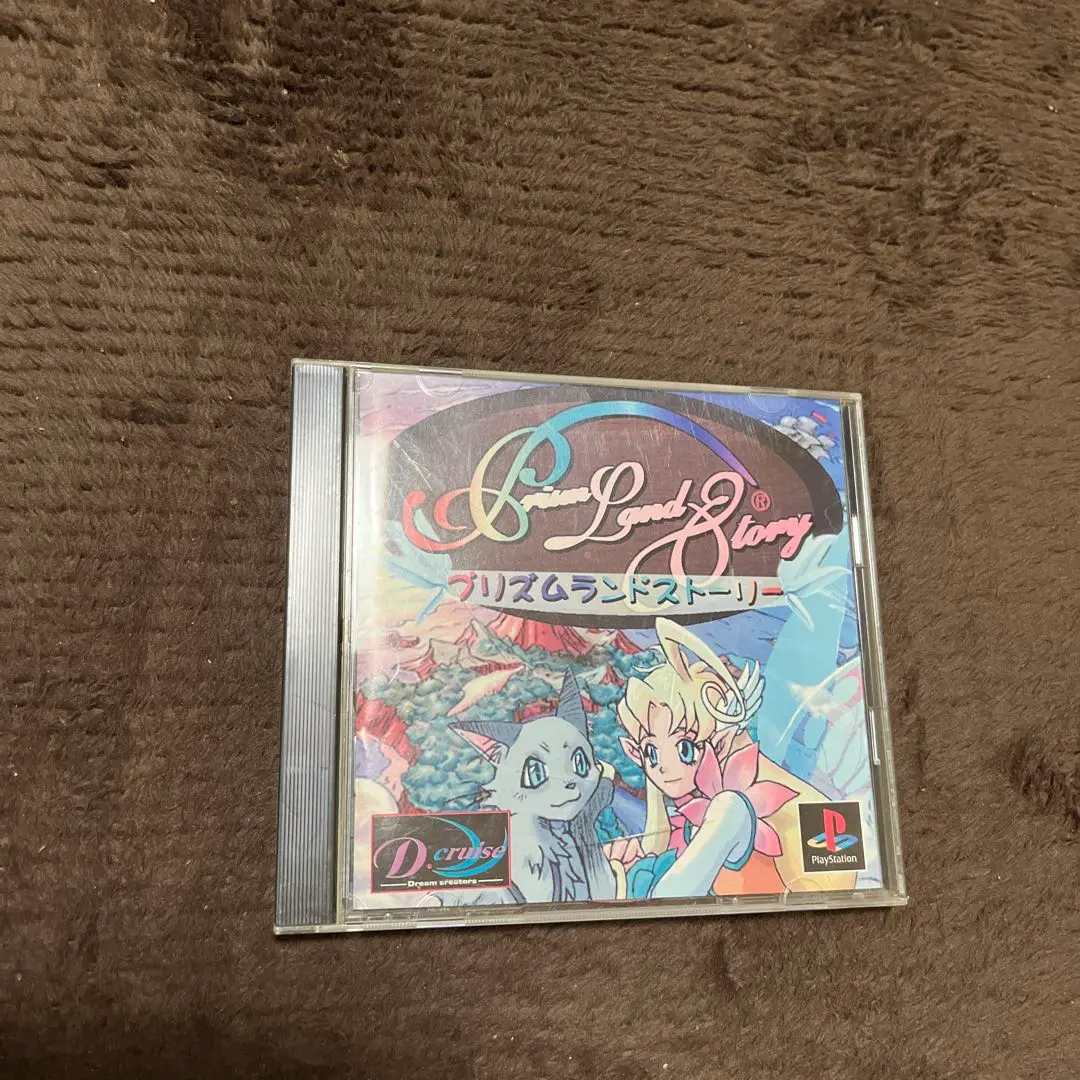 Prism Land Story®
プリズムランドストーリー
D.cruise
Dream creators
PlayStation